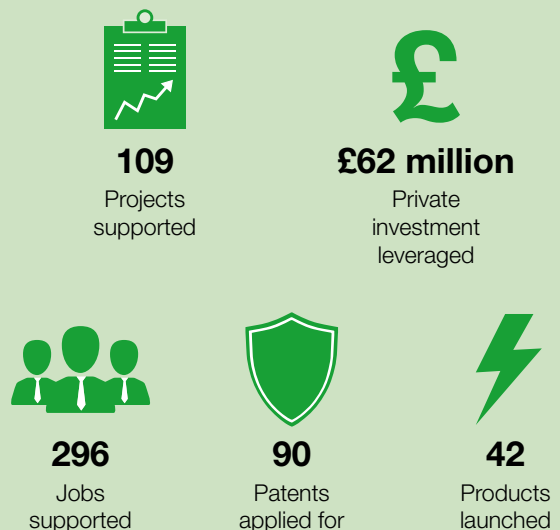 109
Projects
supported
£
£62 million
Private
investment
leveraged
296
Jobs
supported
90
Patents
applied for
42
Products
launched